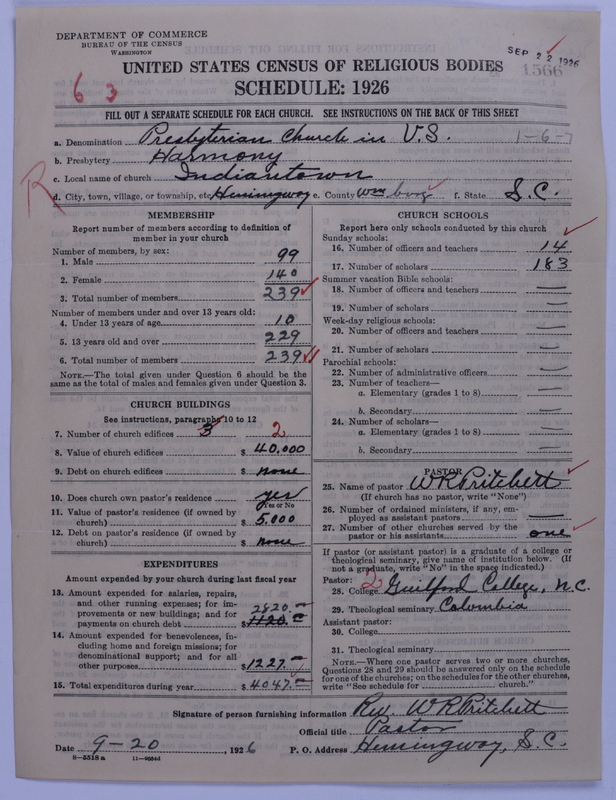 DEPARTMENT OF COMMERCE
BUREAU OF THE CENSUS
WASHINGTON
SEP 22 1926
1566
UNITED STATES CENSUS OF RELIGIOUS BODIES
SCHEDULE: 1926
63
FILL OUT A SEPARATE SCHEDULE FOR EACH CHURCH. SEE INSTRUCTIONS ON THE BACK OF THIS SHEET
a. Denomination Presbyterian Church in U.S. 1-6-7
b. Presbytery Harmony
c. Local name of church Indiantown
R
d. City, town, village, or township, etc Hemingway e. County Wmburg f. State S.C.
MEMBERSHIP
Report number of members according to definition of
member in your church
Number of members, by sex:
1. Male 99
2. Female 140
3. Total number of members 239
Number of members under and over 13 years old:
4. Under 13 years of age 10
5. 13 years old and over 229
6. Total number of members 239
NOTE.—The total given under Question 6 should be
same as the total of males and females given under Question 3.
CHURCH BUILDINGS
See instructions, paragraphs 10 to 12
7. Number of church edifices 3 2
8. Value of church edifices $ 40,000
9. Debt on church edifices $ none
10. Does church own pastor's residence yes
Yes or No
11. Value of pastor's residence (if owned by
church) $ 5,000
12. Debt on pastor's residence (if owned by
church) $ none
EXPENDITURES
Amount expended by your church during last fiscal year
13. Amount expended for salaries, repairs,
and other running expenses; for im-
provements or new buildings; and for 2820.
payments on church debt $ 1120.
14. Amount expended for benevolences, in-
cluding home and foreign missions; for
denominational support; and for all
other purposes $ 1227.
15. Total expenditures during year $ 4047.
CHURCH SCHOOLS
Report here only schools conducted by this church
Sunday schools:
16. Number of officers and teachers 14
17. Number of scholars 183
Summer vacation Bible schools:
18. Number of officers and teachers —
19. Number of scholars —
Week-day religious schools:
20. Number of officers and teachers —
21. Number of scholars —
Parochial schools:
22. Number of administrative officers —
23. Number of teachers—
a. Elementary (grades 1 to 8) —
b. Secondary —
24. Number of scholars—
a. Elementary (grades 1 to 8) —
b. Secondary —
PASTOR
25. Name of pastor W R Pritchett
(If church has no pastor, write "None")
26. Number of ordained ministers, if any, em-
ployed as assistant pastors —
27. Number of other churches served by the
pastor or his assistants one
If pastor (or assistant pastor) is a graduate of a college or
theological seminary, give name of institution below. (If
not a graduate, write "No" in the space indicated.)
Pastor: 2
28. College Guilford College, N.C.
29. Theological seminary Columbia
Assistant pastor:
30. College
31. Theological seminary
NOTE.—Where one pastor serves two or more churches,
Questions 28 and 29 should be answered only on the schedule
for one of the churches; on the schedules for the other churches,
write "See schedule for church."
Signature of person furnishing information Rev. W R Pritchett
Official title Pastor
Date 9-20, 1926 P. O. Address Hemingway, S.C.
8—5518 a